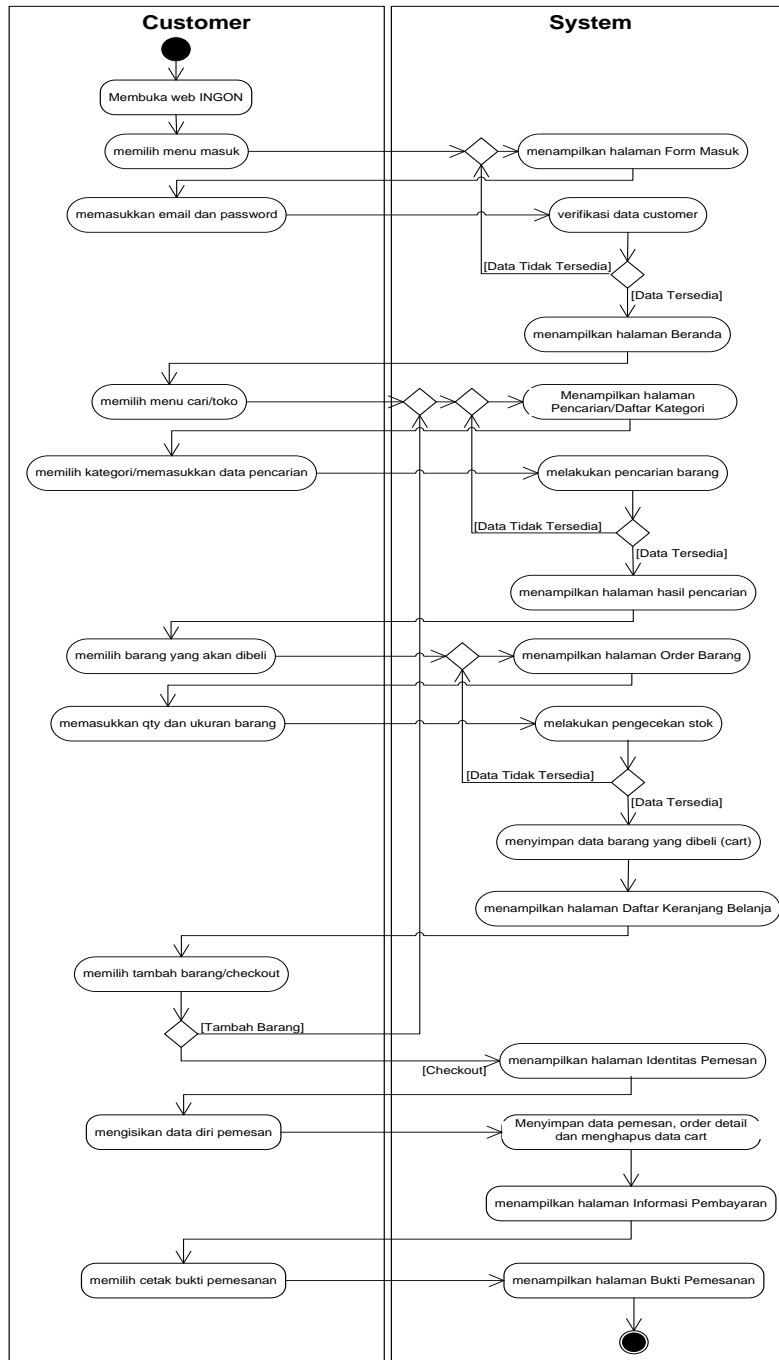 Customer
System
Membuka web INGON
memilih menu masuk
menampilkan halaman Form Masuk
memasukkan email dan password
verifikasi data customer
[Data Tidak Tersedia]
[Data Tersedia]
menampilkan halaman Beranda
memilih menu cari/toko
Menampilkan halaman
Pencarian/Daftar Kategori
memilih kategori/memasukkan data pencarian
melakukan pencarian barang
[Data Tidak Tersedia]
[Data Tersedia]
menampilkan halaman hasil pencarian
memilih barang yang akan dibeli
menampilkan halaman Order Barang
memasukkan qty dan ukuran barang
melakukan pengecekan stok
[Data Tidak Tersedia]
[Data Tersedia]
menyimpan data barang yang dibeli (cart)
menampilkan halaman Daftar Keranjang Belanja
memilih tambah barang/checkout
[Tambah Barang]
[Checkout]
menampilkan halaman Identitas Pemesan
mengisikan data diri pemesan
Menyimpan data pemesan, order detail
dan menghapus data cart
menampilkan halaman Informasi Pembayaran
memilih cetak bukti pemesanan
menampilkan halaman Bukti Pemesanan